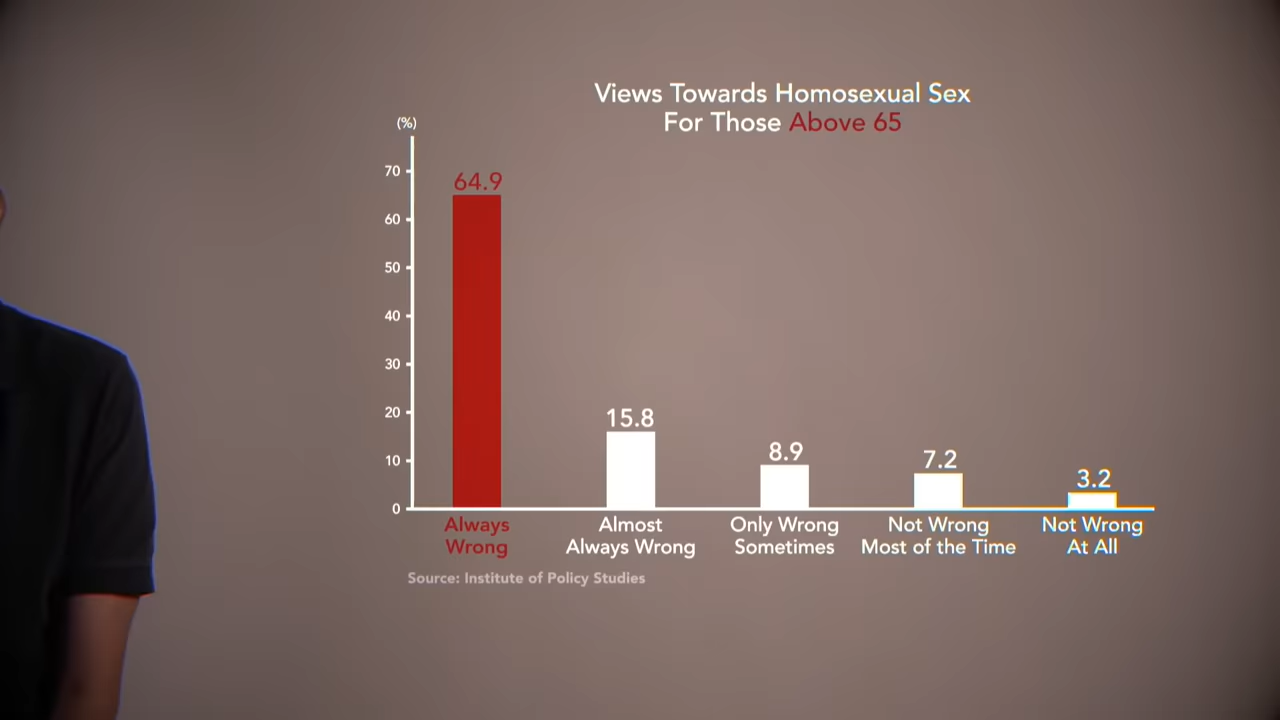 Views Towards Homosexual Sex
For Those Above 65
(%)
70
60
50
40
30
20
10
0
64.9
15.8
8.9
7.2
3.2
Always
Wrong
Almost
Always Wrong
Only Wrong
Sometimes
Not Wrong
Most of the Time
Not Wrong
At All
Source: Institute of Policy Studies